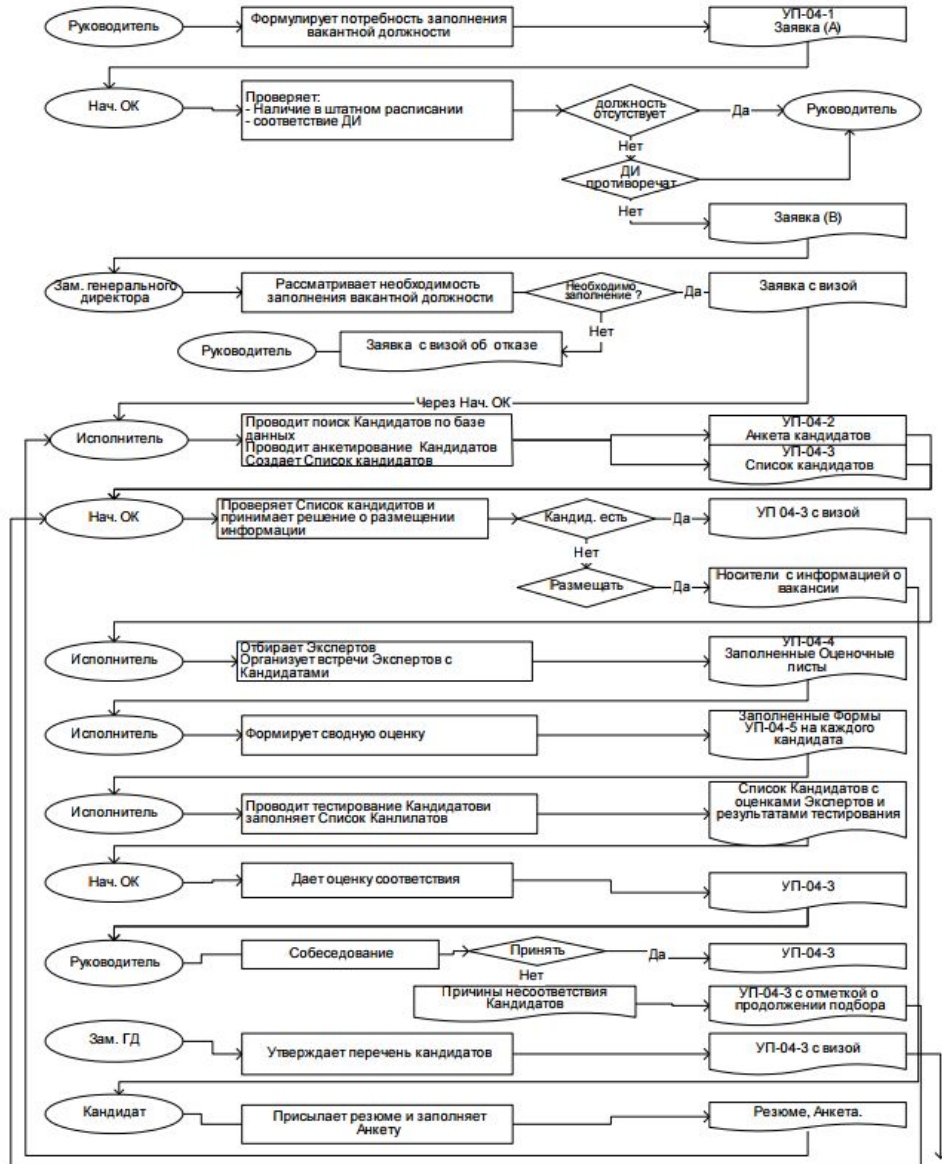 Руководитель
Формулирует потребность заполнения
вакантной должности
УП-04-1
Заявка (А)
Нач. ОК
Проверяет:
- Наличие в штатном расписании
- соответствие ДИ
должность
отсутствует
Да
Руководитель
Нет
ДИ
противоречат
Нет
Заявка (В)
Зам. генерального
директора
Рассматривает необходимость
заполнения вакантной должности
Необходимо
заполнение ?
Да
Заявка с визой
Нет
Руководитель
Заявка с визой об отказе
Через Нач. ОК
Исполнитель
Проводит поиск Кандидатов по базе
данных
Проводит анкетирование Кандидатов
Создает Список кандидатов
УП-04-2
Анкета кандидатов
УП-04-3
Список кандидатов
Нач. ОК
Проверяет Список кандидитов и
принимает решение о размещении
информации
Кандид. есть
Да
УП 04-3 с визой
Нет
Размещать
Да
Носители с информацией о
вакансии
Исполнитель
Отбирает Экспертов
Организует встречи Экспертов с
Кандидатами
УП-04-4
Заполненные Оценочные
листы
Исполнитель
Формирует сводную оценку
Заполненные Формы
УП-04-5 на каждого
кандидата
Исполнитель
Проводит тестирование Кандидатови
заполняет Список Канлилатов
Список Кандидатов с
оценками Экспертов и
результатами тестирования
Нач. ОК
Дает оценку соответствия
УП-04-3
Руководитель
Собеседование
Принять
Да
УП-04-3
Нет
Причины несоответствия
Кандидатов
УП-04-3 с отметкой о
продолжении подбора
Зам. ГД
Утверждает перечень кандидатов
УП-04-3 с визой
Кандидат
Присылает резюме и заполняет
Анкету
Резюме, Анкета.